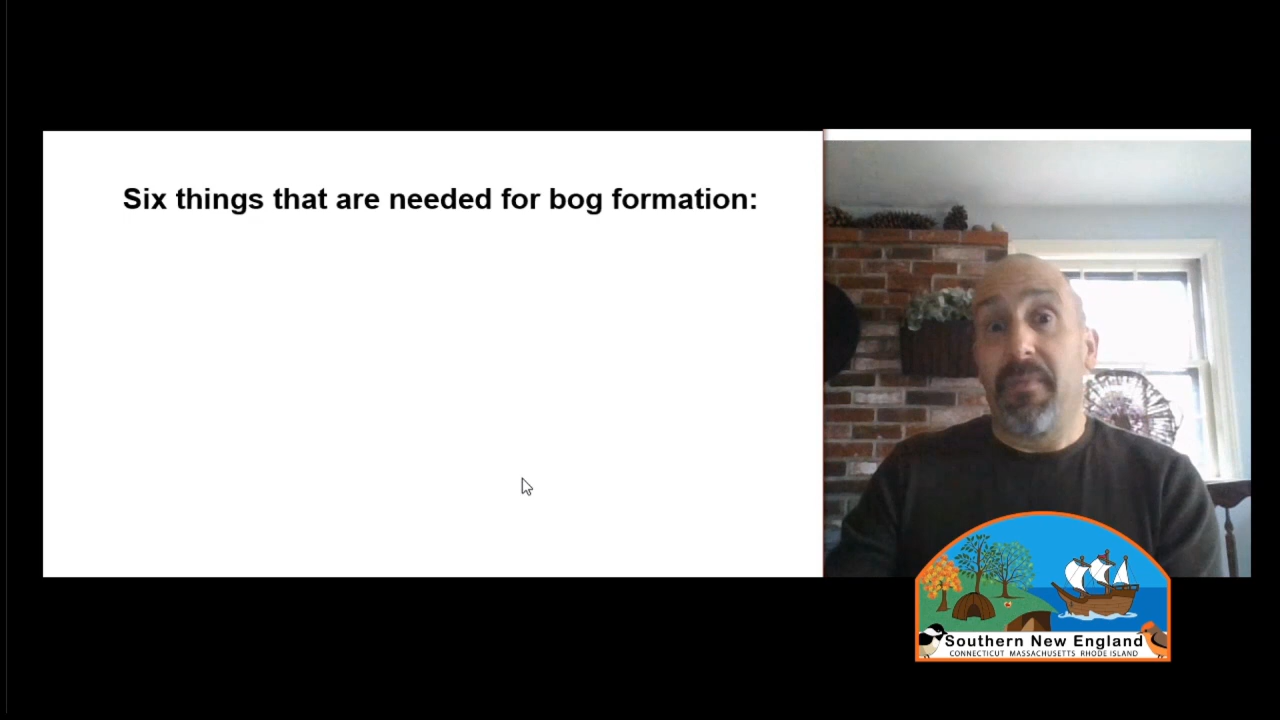 Six things that are needed for bog formation:
Southern New England
CONNECTICUT MASSACHUSETTS RHODE ISLAND